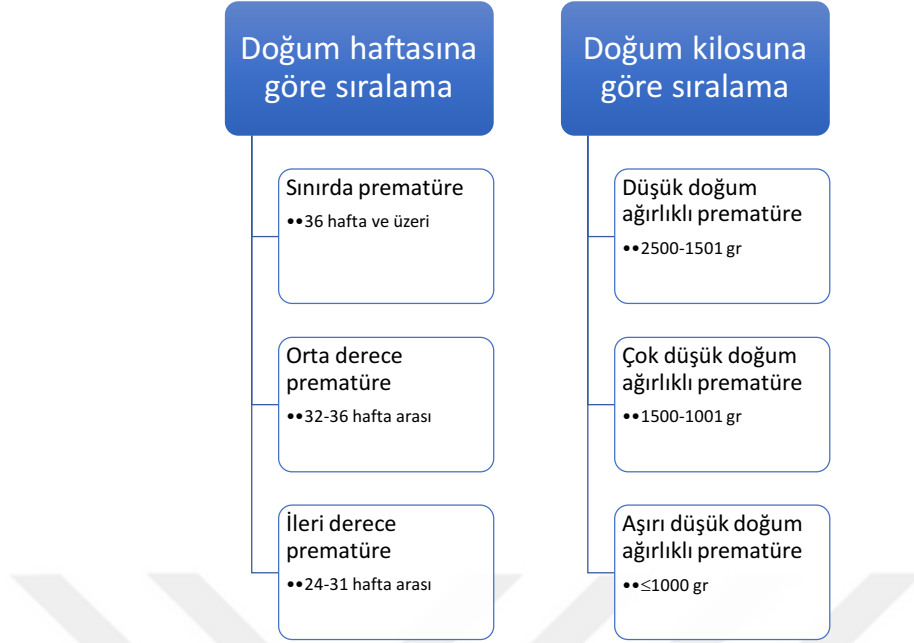 Doğum haftasına
göre sıralama
Sınırda prematüre
••36 hafta ve üzeri
Orta derece
prematüre
••32-36 hafta arası
İleri derece
prematüre
••24-31 hafta arası
Doğum kilosuna
göre sıralama
Düşük doğum
ağırlıklı prematüre
••2500-1501 gr
Çok düşük doğum
ağırlıklı prematüre
••1500-1001 gr
Aşırı düşük doğum
ağırlıklı prematüre
••≤1000 gr